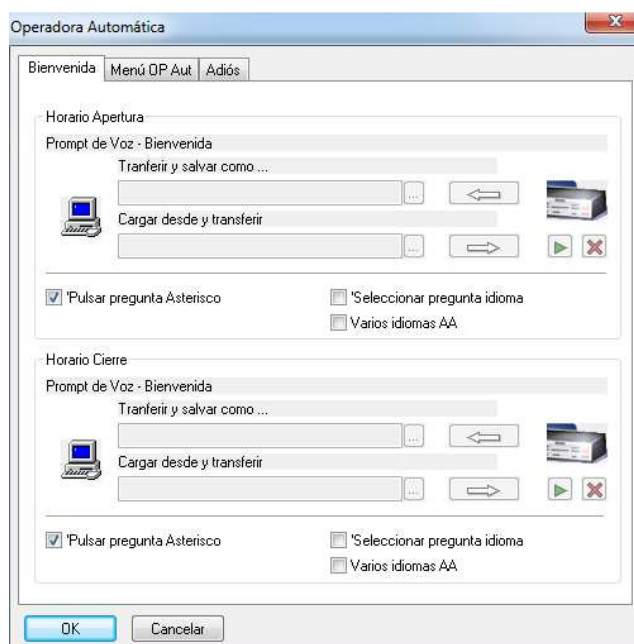 Operadora Automática
Bienvenida Menú OP Aut Adiós
Horario Apertura
Prompt de Voz - Bienvenida
Tranferir y salvar como ...
...
Cargar desde y transferir
...
'Pulsar pregunta Asterisco 'Seleccionar pregunta idioma
Varios idiomas AA
Horario Cierre
Prompt de Voz - Bienvenida
Tranferir y salvar como ...
...
Cargar desde y transferir
...
'Pulsar pregunta Asterisco 'Seleccionar pregunta idioma
Varios idiomas AA
OK Cancelar